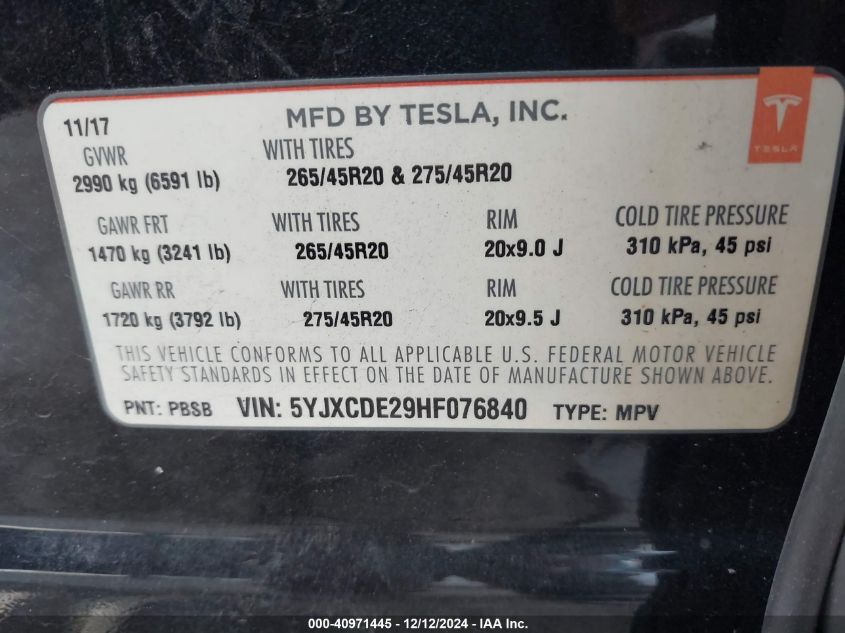 11/17 MFD BY TESLA, INC.
TESLA
GVWR WITH TIRES
2990 kg (6591 lb) 265/45R20 & 275/45R20
GAWR FRT WITH TIRES RIM COLD TIRE PRESSURE
1470 kg (3241 lb) 265/45R20 20x9.0 J 310 kPa, 45 psi
GAWR RR WITH TIRES RIM COLD TIRE PRESSURE
1720 kg (3792 lb) 275/45R20 20x9.5 J 310 kPa, 45 psi
THIS VEHICLE CONFORMS TO ALL APPLICABLE U.S. FEDERAL MOTOR VEHICLE
SAFETY STANDARDS IN EFFECT ON THE DATE OF MANUFACTURE SHOWN ABOVE.
PNT: PBSB VIN: 5YJXCDE29HF076840 TYPE: MPV
000-40971445 - 12/12/2024 - IAA Inc.